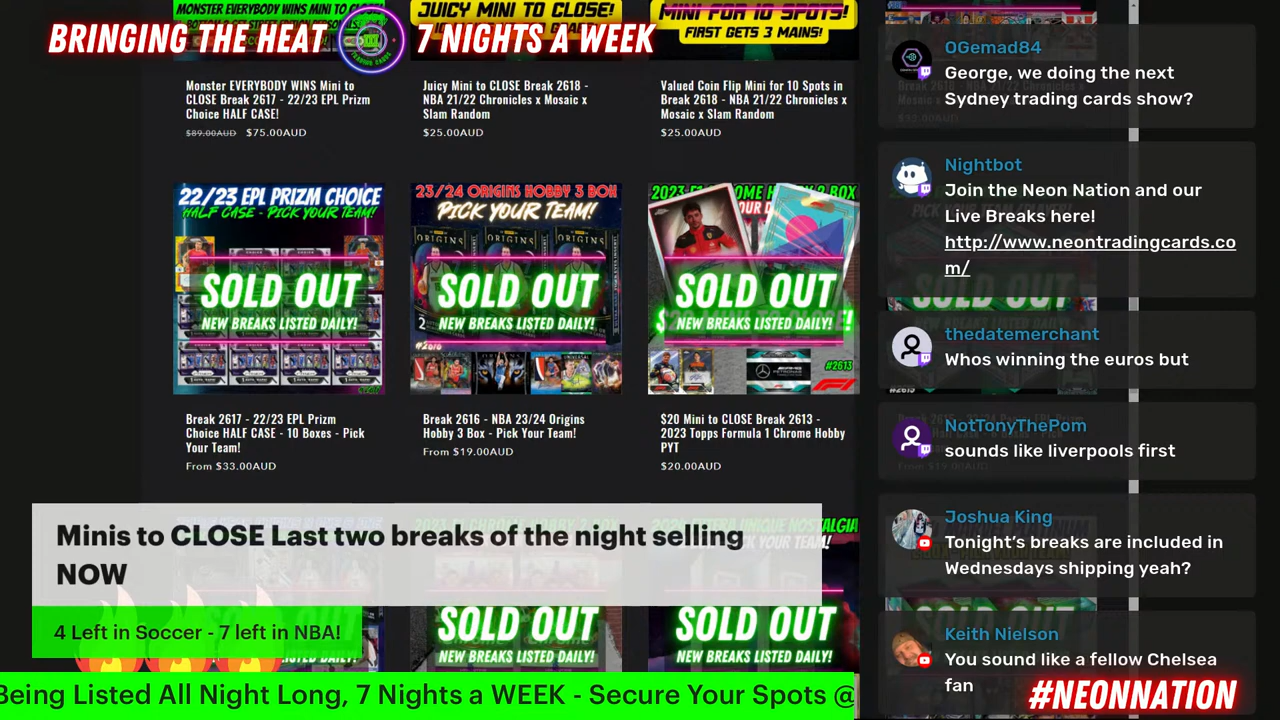 MONSTER EVERYBODY WINS MINI TO CL
JUICY MINI TO CLOSE!
MINI FOR 10 SPOTS!
FIRST GETS 3 MAINS!
BRINGING THE HEAT
7 NIGHTS A WEEK
Monster EVERYBODY WINS Mini to
CLOSE Break 2617 - 22/23 EPL Prizm
Choice HALF CASE!
$89.00AUD $75.00AUD
Juicy Mini to CLOSE Break 2618 -
NBA 21/22 Chronicles x Mosaic x
Slam Random
$25.00AUD
Valued Coin Flip Mini for 10 Spots in
Break 2618 - NBA 21/22 Chronicles x
Mosaic x Slam Random
$25.00AUD
22/23 EPL PRIZM CHOICE
HALF CASE - PICK YOUR TEAM!
SOLD OUT
NEW BREAKS LISTED DAILY!
23/24 ORIGINS HOBBY 3 BOX
PICK YOUR TEAM!
ORIGINS
SOLD OUT
NEW BREAKS LISTED DAILY!
#2616
SOLD OUT
NEW BREAKS LISTED DAILY!
#2613
Break 2617 - 22/23 EPL Prizm
Choice HALF CASE - 10 Boxes - Pick
Your Team!
From $33.00AUD
Break 2616 - NBA 23/24 Origins
Hobby 3 Box - Pick Your Team!
From $19.00AUD
$20 Mini to CLOSE Break 2613 -
2023 Topps Formula 1 Chrome Hobby
PYT
$20.00AUD
Minis to CLOSE Last two breaks of the night selling
NOW
4 Left in Soccer - 7 left in NBA!
SOLD OUT
NEW BREAKS LISTED DAILY!
SOLD OUT
NEW BREAKS LISTED DAILY!
Being Listed All Night Long, 7 Nights a WEEK - Secure Your Spots @
OGemad84
George, we doing the next
Sydney trading cards show?
Nightbot
Join the Neon Nation and our
Live Breaks here!
http://www.neontradingcards.co
m/
thedatemerchant
Whos winning the euros but
NotTonyThePom
sounds like liverpools first
Joshua King
Tonight's breaks are included in
Wednesdays shipping yeah?
Keith Nielson
You sound like a fellow Chelsea
fan
#NEONNATION